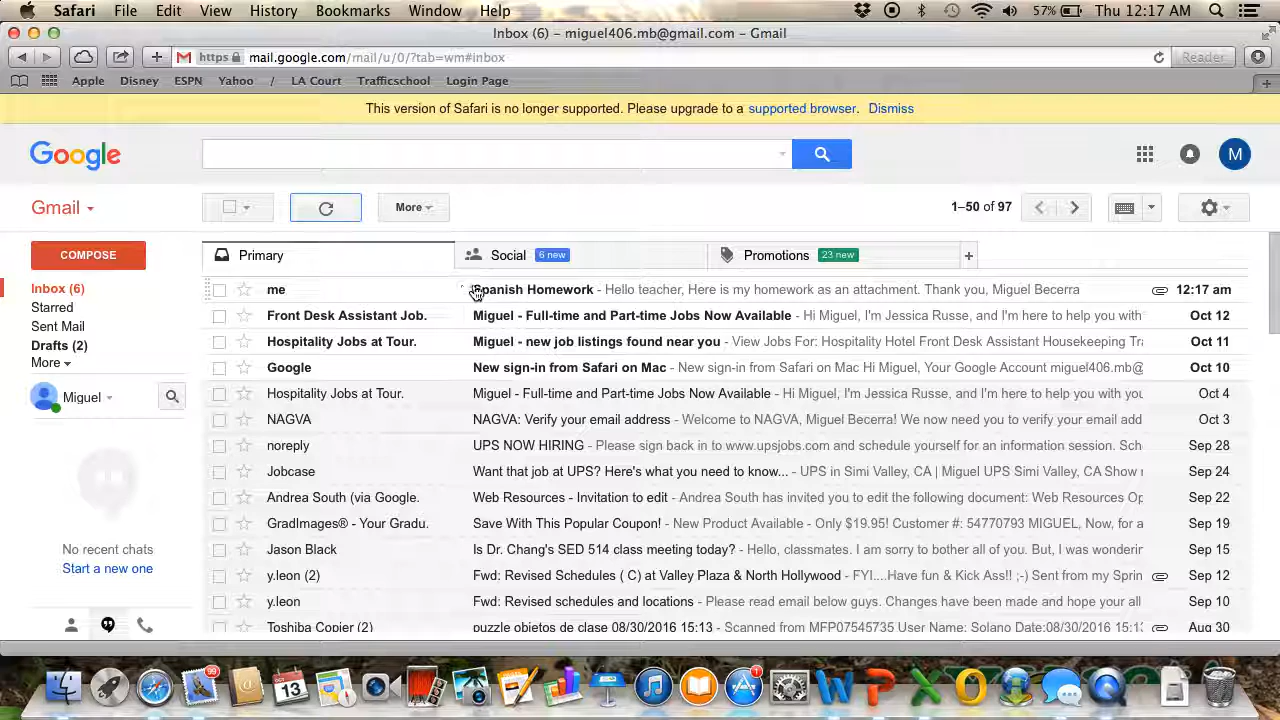 Safari File Edit View History Bookmarks Window Help 57% Thu 12:17 AM
Inbox (6) – miguel406.mb@gmail.com – Gmail
https mail.google.com/mail/u/0/?tab=wm#inbox Reader
Apple Disney ESPN Yahoo / LA Court Trafficschool Login Page
This version of Safari is no longer supported. Please upgrade to a supported browser. Dismiss
Google M
Gmail More 1–50 of 97
COMPOSE Primary Social 6 new Promotions 23 new +
Inbox (6) me Spanish Homework - Hello teacher, Here is my homework as an attachment. Thank you, Miguel Becerra 12:17 am
Starred Front Desk Assistant Job. Miguel - Full-time and Part-time Jobs Now Available - Hi Miguel, I'm Jessica Russe, and I'm here to help you with Oct 12
Sent Mail
Drafts (2) Hospitality Jobs at Tour. Miguel - new job listings found near you - View Jobs For: Hospitality Hotel Front Desk Assistant Housekeeping Oct 11
More Google New sign-in from Safari on Mac - New sign-in from Safari on Mac Hi Miguel, Your Google Account miguel406.mb@ Oct 10
Miguel Hospitality Jobs at Tour. Miguel - Full-time and Part-time Jobs Now Available - Hi Miguel, I'm Jessica Russe, and I'm here to help you with you Oct 4
NAGVA NAGVA: Verify your email address - Welcome to NAGVA, Miguel Becerra! We now need you to verify your email add Oct 3
noreply UPS NOW HIRING - Please sign back in to www.upsjobs.com and schedule yourself for an information session. Sch Sep 28
Jobcase Want that job at UPS? Here's what you need to know... - UPS in Simi Valley, CA | Miguel UPS Simi Valley, CA Show Sep 24
Andrea South (via Google. Web Resources - Invitation to edit - Andrea South has invited you to edit the following document: Web Resources Op Sep 22
GradImages® - Your Gradu. Save With This Popular Coupon! - New Product Available - Only $19.95! Customer #: 54770793 MIGUEL, Now, for a Sep 19
No recent chats Jason Black Is Dr. Chang's SED 514 class meeting today? - Hello, classmates. I am sorry to bother all of you. But, I was wonderin Sep 15
Start a new one y.leon (2) Fwd: Revised Schedules ( C) at Valley Plaza & North Hollywood - FYI....Have fun & Kick Ass!! ;-) Sent from my Sprin Sep 12
y.leon Fwd: Revised schedules and locations - Please read email below guys. Changes have been made and hope your all Sep 10
Toshiba Copier (2) puzzle objetos de clase 08/30/2016 15:13 - Scanned from MFP07545735 User Name: Solano Date:08/30/2016 15:13 Aug 30
99 OCT 13 1 W P X O